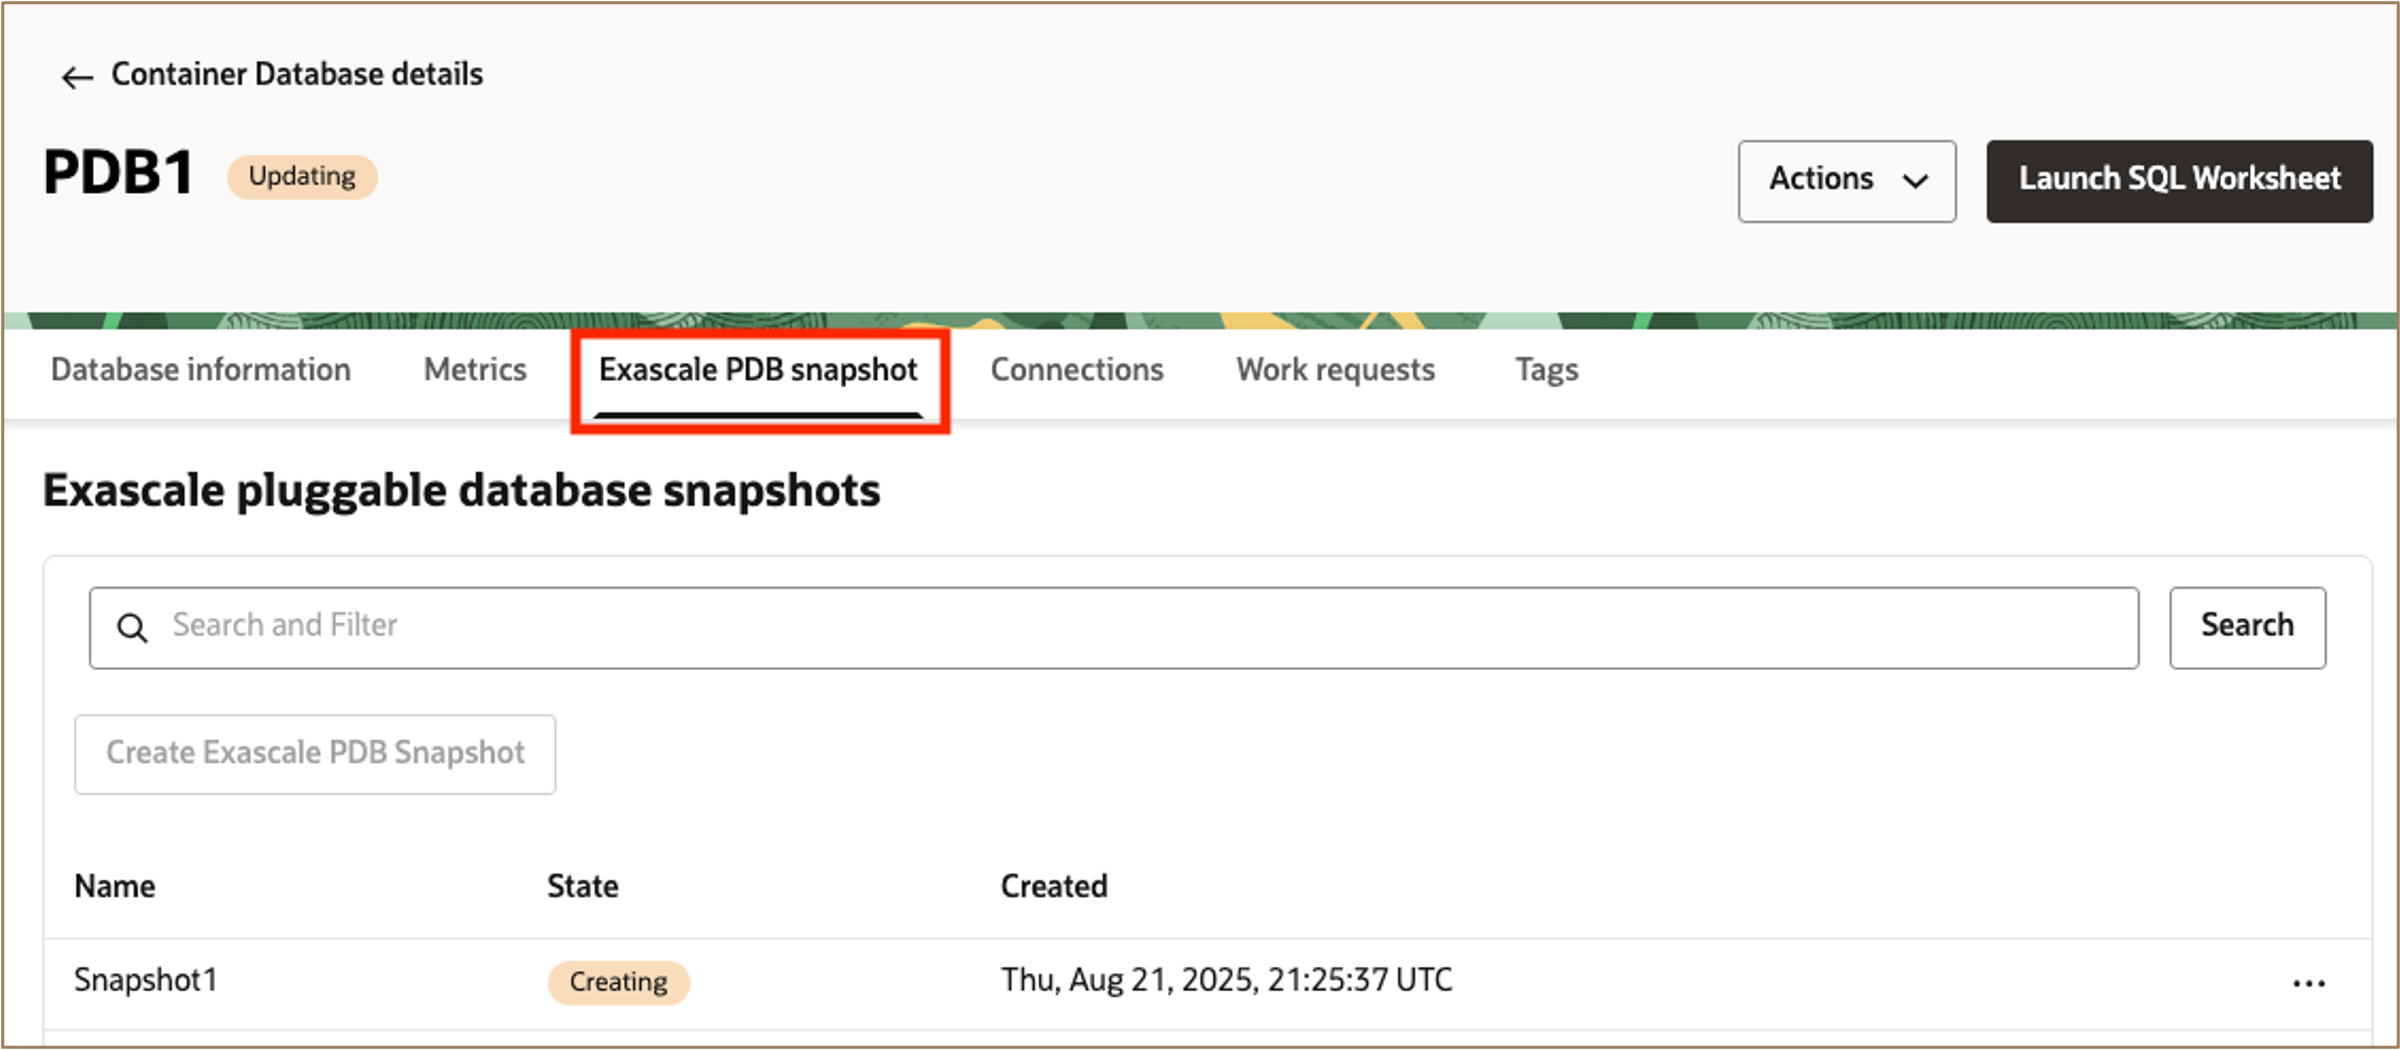 Container Database details
PDB1 Updating
Actions Launch SQL Worksheet
Database information Metrics Exascale PDB snapshot Connections Work requests Tags
Exascale pluggable database snapshots
Search and Filter Search
Create Exascale PDB Snapshot
Name State Created
Snapshot1 Creating Thu, Aug 21, 2025, 21:25:37 UTC